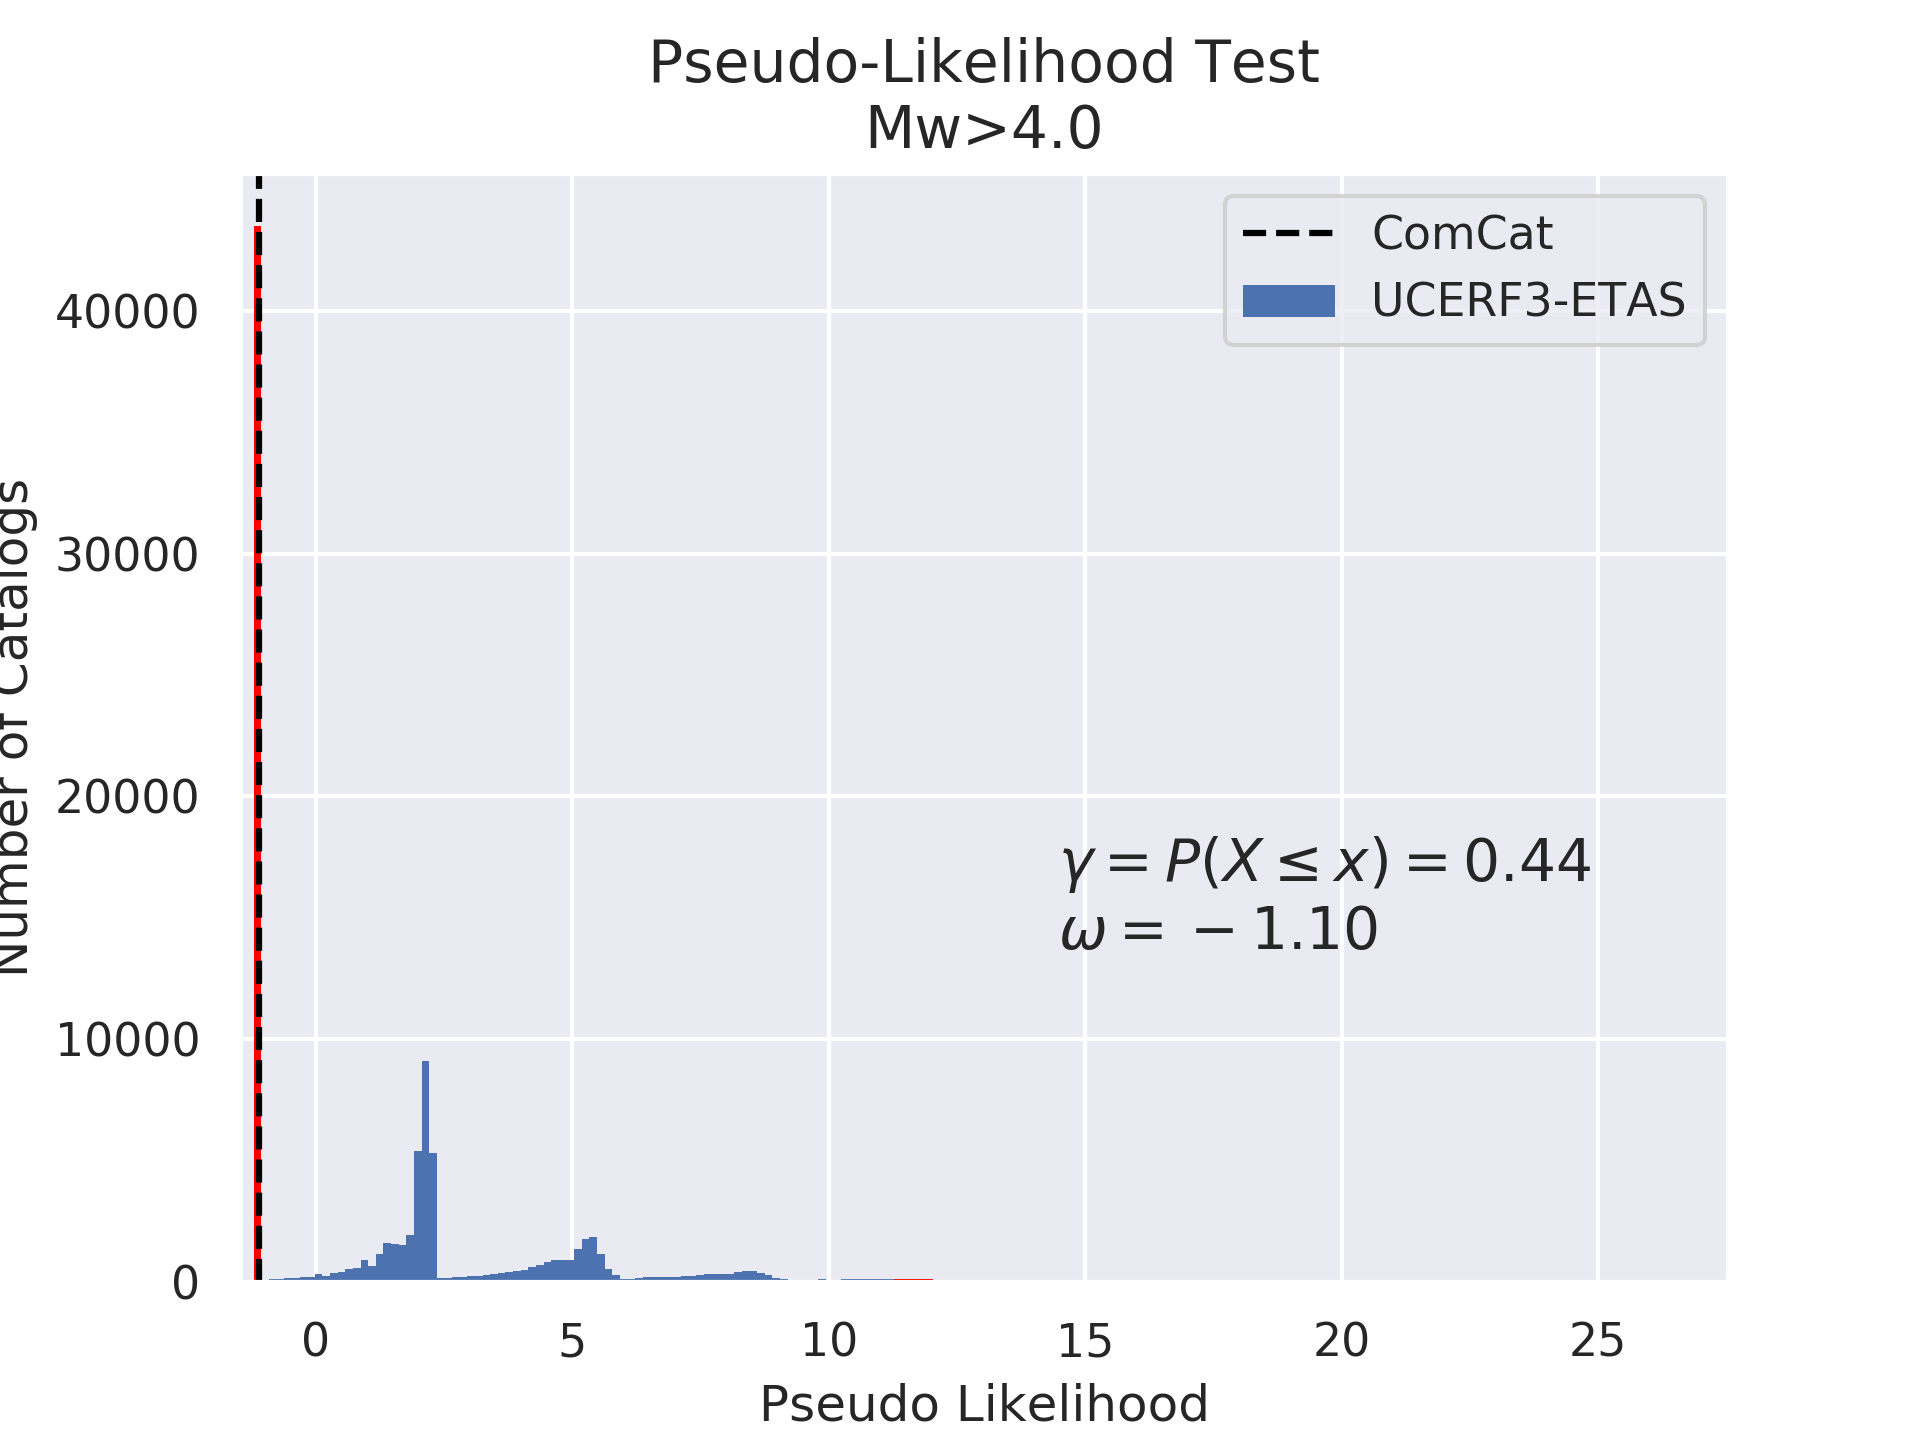 Pseudo-Likelihood Test
Mw>4.0
ComCat
UCERF3-ETAS
40000
30000
20000
10000
0
Number of Catalogs
γ = P(X ≤ x) = 0.44
ω = − 1.10
0 5 10 15 20 25
Pseudo Likelihood